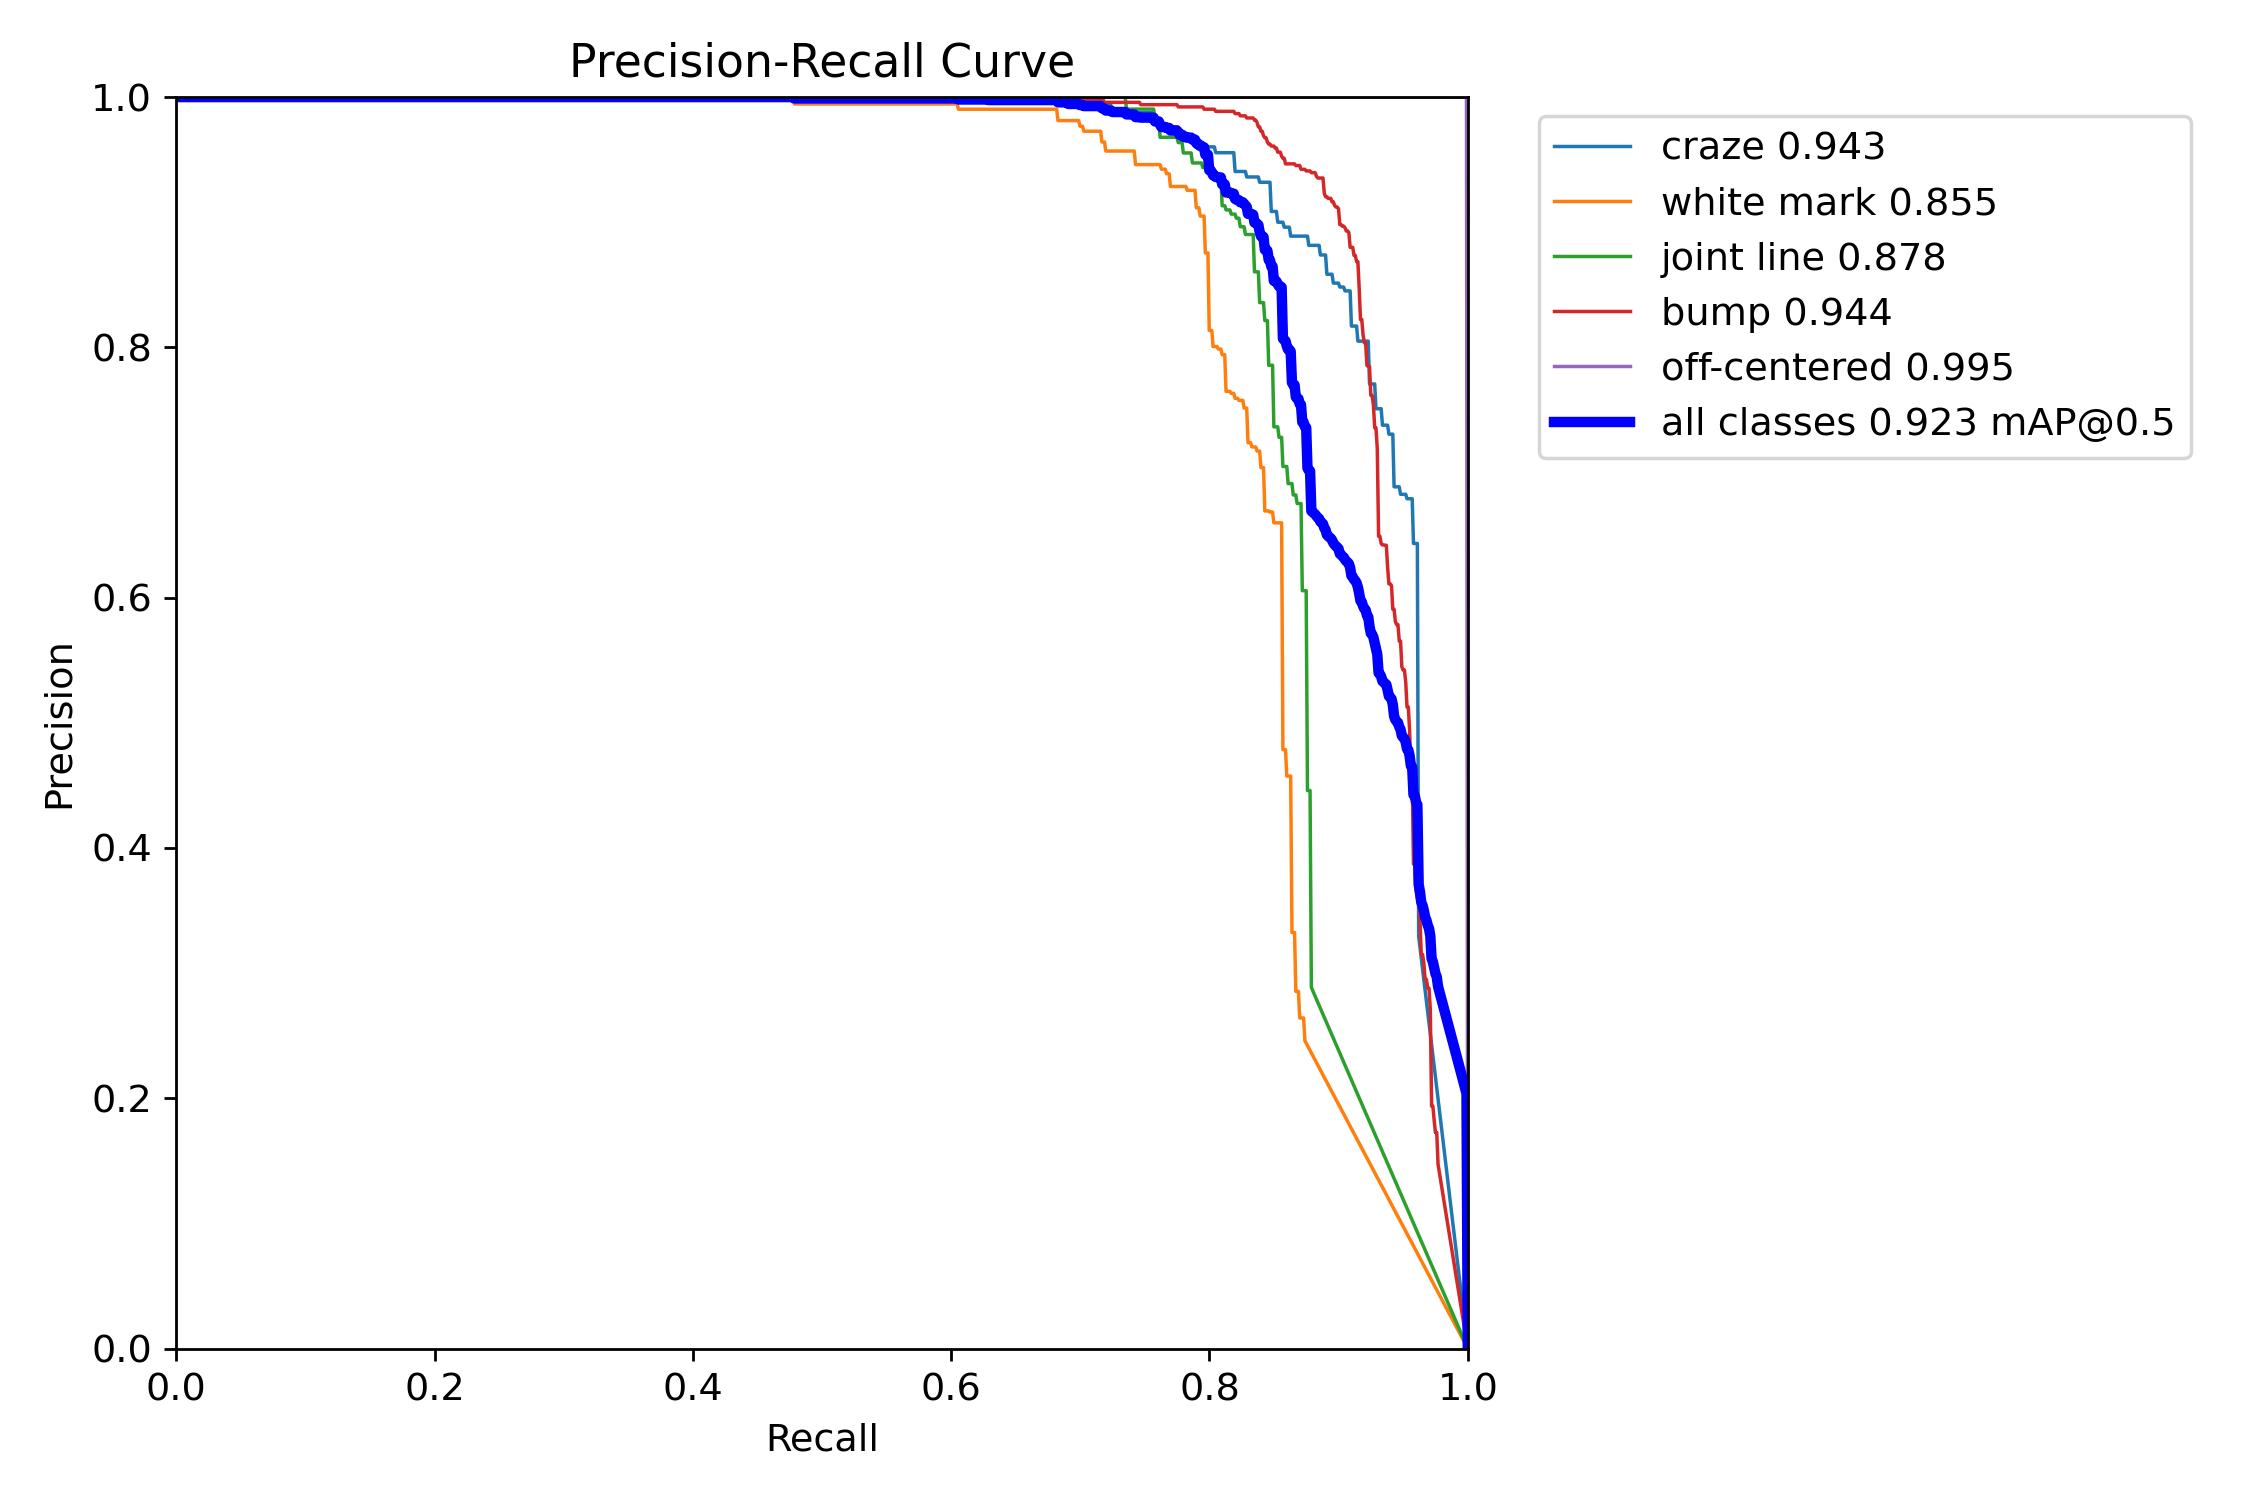 Precision-Recall Curve
1.0
0.8
0.6
0.4
0.2
0.0
Precision
0.0 0.2 0.4 0.6 0.8 1.0
Recall
craze 0.943
white mark 0.855
joint line 0.878
bump 0.944
off-centered 0.995
all classes 0.923 mAP@0.5